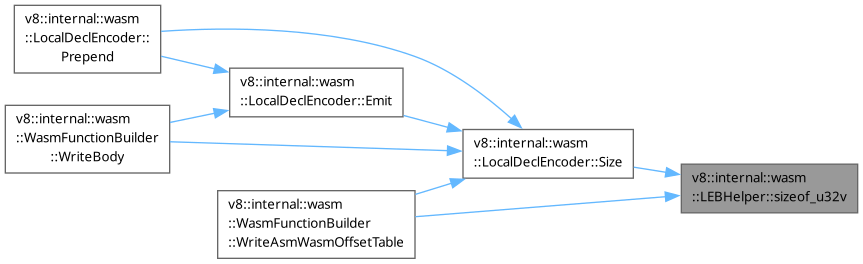 v8::internal::wasm
::LocalDeclEncoder::
Prepend
v8::internal::wasm
::LocalDeclEncoder::Emit
v8::internal::wasm
::WasmFunctionBuilder
::WriteBody
v8::internal::wasm
::LocalDeclEncoder::Size
v8::internal::wasm
::LEBHelper::sizeof_u32v
v8::internal::wasm
::WasmFunctionBuilder
::WriteAsmWasmOffsetTable